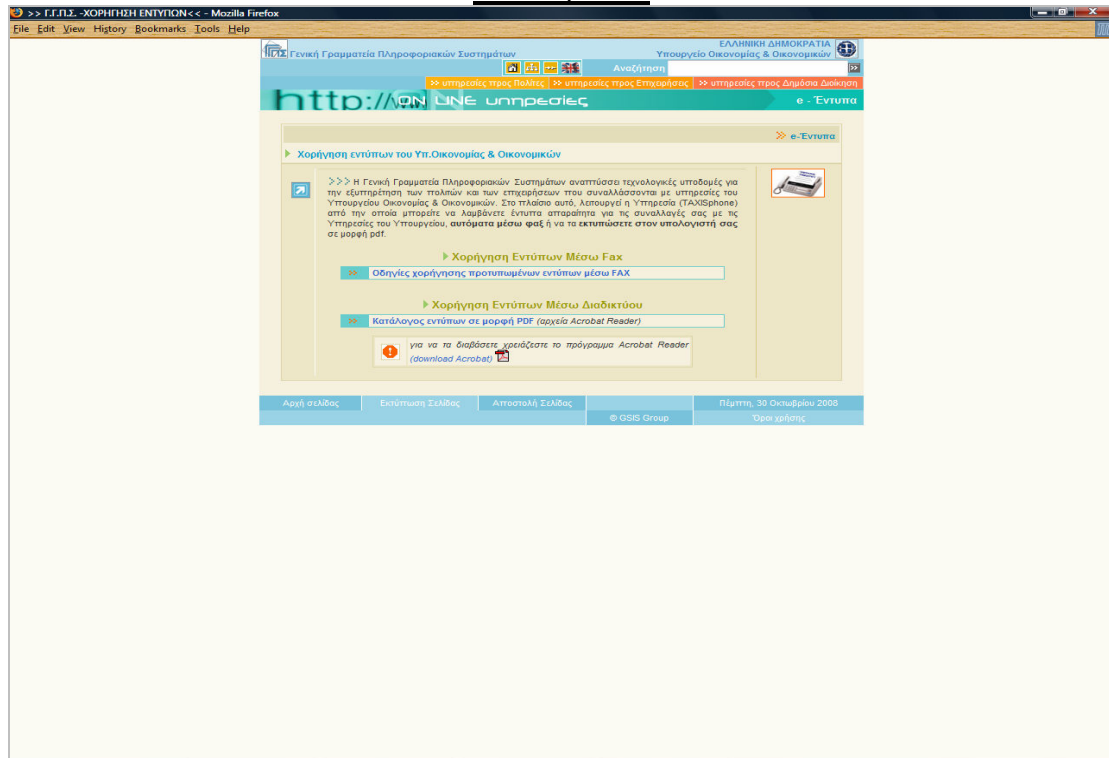 >> Γ.Γ.Π.Σ. -ΧΟΡΗΓΗΣΗ ΕΝΤΥΠΩΝ<< - Mozilla Firefox
File Edit View History Bookmarks Tools Help
ΓΓΠΣ Γενική Γραμματεία Πληροφοριακών Συστημάτων
ΕΛΛΗΝΙΚΗ ΔΗΜΟΚΡΑΤΙΑ
Υπουργείο Οικονομίας & Οικονομικών
Αναζήτηση
>> υπηρεσίες προς Πολίτες >> υπηρεσίες προς Επιχειρήσεις >> υπηρεσίες προς Δημόσια Διοίκηση
http:// ON LINE υπηρεσίες
e - Έντυπα
>> e-Έντυπα
Χορήγηση εντύπων του Υπ.Οικονομίας & Οικονομικών
>>> Η Γενική Γραμματεία Πληροφοριακών Συστημάτων αναπτύσσει τεχνολογικές υποδομές για
την εξυπηρέτηση των πολιτών και των επιχειρήσεων που συναλλάσσονται με υπηρεσίες του
Υπουργείου Οικονομίας & Οικονομικών. Στο πλαίσιο αυτό, λειτουργεί η Υπηρεσία (TAXISphone)
από την οποία μπορείτε να λαμβάνετε έντυπα απαραίτητα για τις συναλλαγές σας με τις
Υπηρεσίες του Υπουργείου, αυτόματα μέσω φαξ ή να τα εκτυπώσετε στον υπολογιστή σας
σε μορφή pdf.
Χορήγηση Εντύπων Μέσω Fax
>> Οδηγίες χορήγησης προτυπωμένων εντύπων μέσω FAX
Χορήγηση Εντύπων Μέσω Διαδικτύου
>> Κατάλογος εντύπων σε μορφή PDF (αρχεία Acrobat Reader)
για να τα διαβάσετε χρειάζεστε το πρόγραμμα Acrobat Reader
(download Acrobat)
Αρχή σελίδας Εκτύπωση Σελίδας Αποστολή Σελίδας Πέμπτη, 30 Οκτωβρίου 2008
© GSIS Group Όροι χρήσης